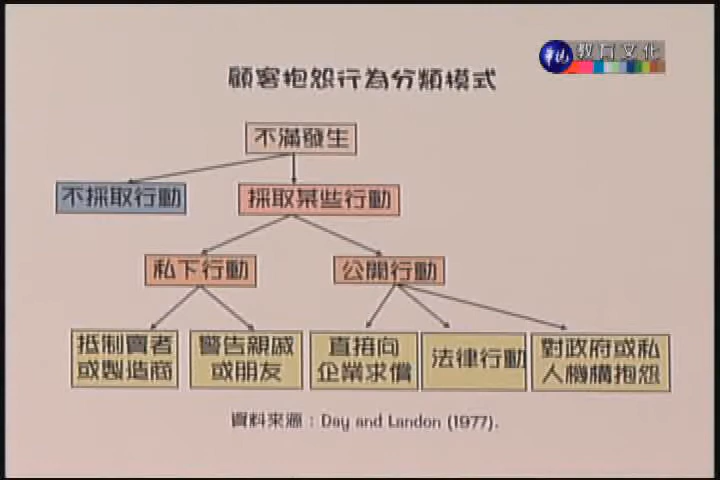 華視 教育文化
顧客抱怨行為分類模式
不滿發生
不採取行動
採取某些行動
私下行動
公開行動
抵制賣者
或製造商
警告親戚
或朋友
直接向
企業求償
法律行動
對政府或私
人機構抱怨
資料來源：Day and Landon (1977).